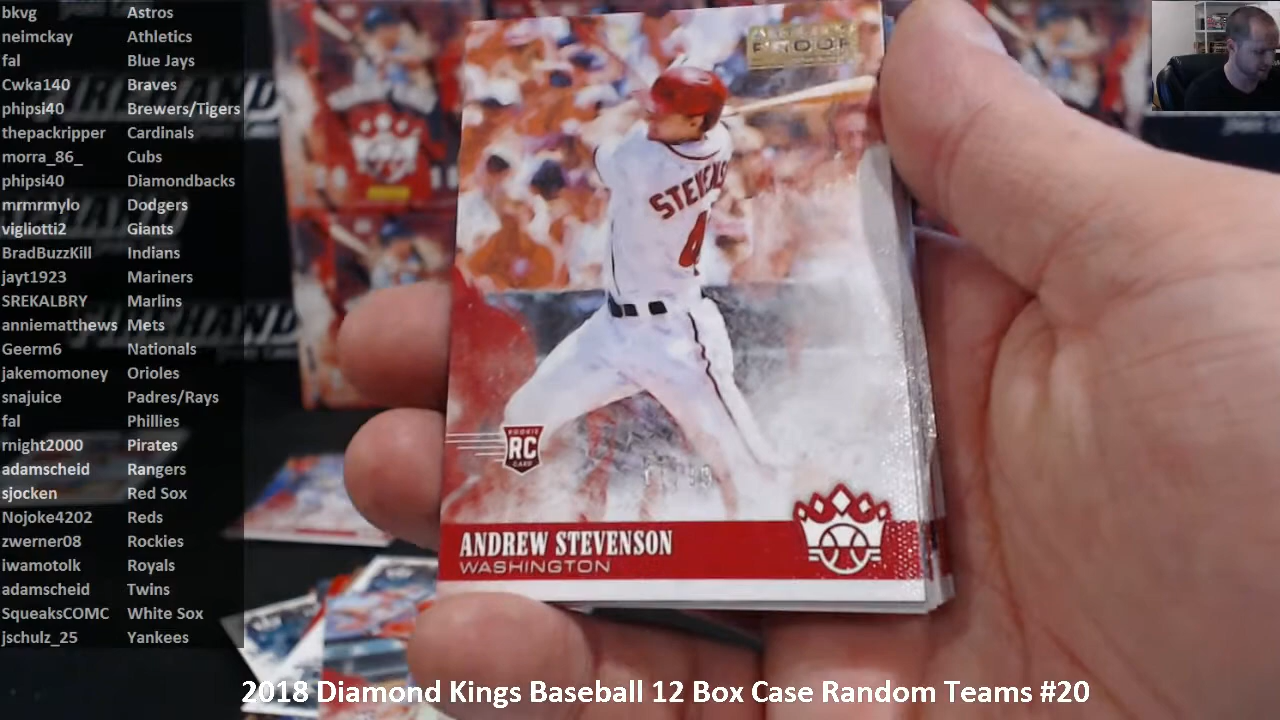 bkvg Astros
neimckay Athletics
fal Blue Jays
Cwka140 Braves
phipsi40 Brewers/Tigers
thepackripper Cardinals
morra_86_ Cubs
phipsi40 Diamondbacks
mrmrmylo Dodgers
vigliotti2 Giants
BradBuzzKill Indians
jayt1923 Mariners
SREKALBRY Marlins
anniematthews Mets
Geerm6 Nationals
jakemomoney Orioles
snajuice Padres/Rays
fal Phillies
rnight2000 Pirates
adamscheid Rangers
sjocken Red Sox
Nojoke4202 Reds
zwerner08 Rockies
iwamotolk Royals
adamscheid Twins
SqueaksCOMC White Sox
jschulz_25 Yankees
PROOF
4
ROOKIE
RC
CARD
ANDREW STEVENSON
WASHINGTON
2018 Diamond Kings Baseball 12 Box Case Random Teams #20